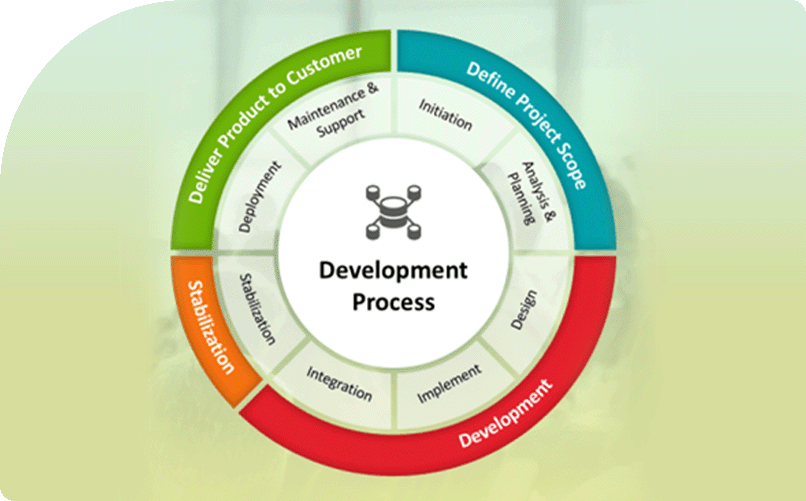 Development
Process
Define Project Scope
Initiation
Analysis &
Planning
Development
Design
Implement
Integration
Stabilization
Stabilization
Deliver Product to Customer
Deployment
Maintenance &
Support